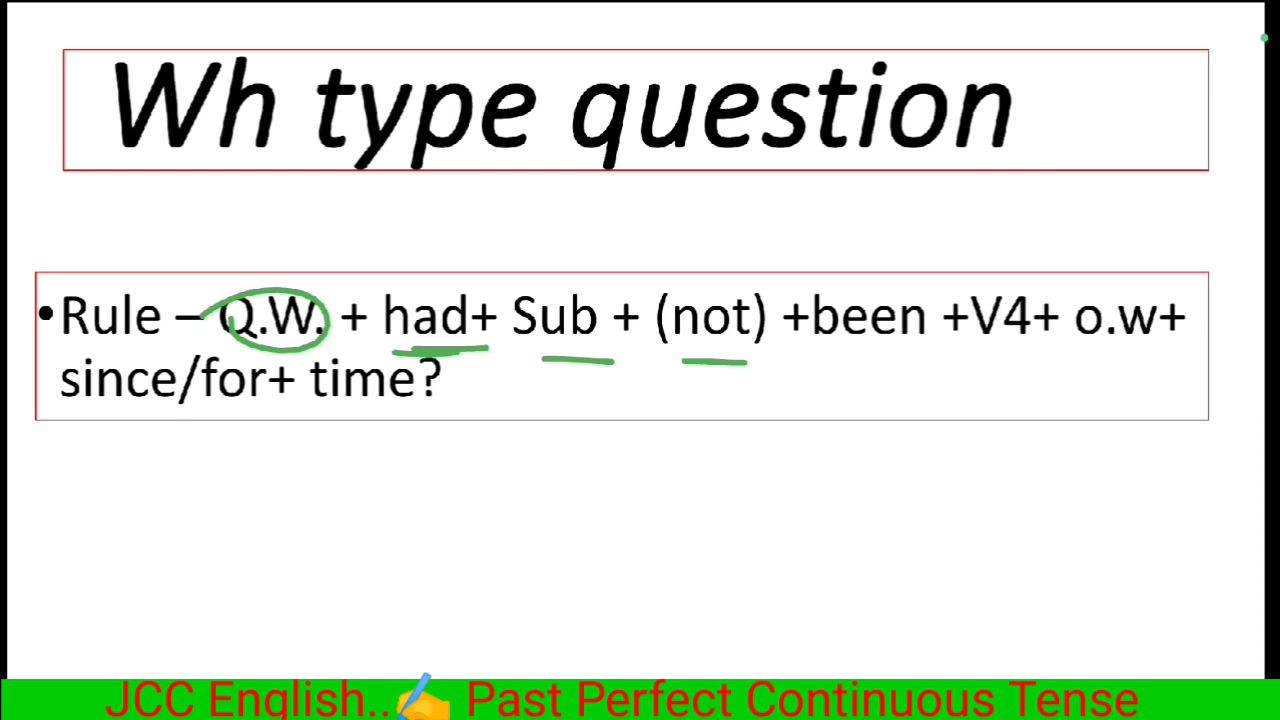 Wh type question
•Rule – Q.W. + had+ Sub + (not) +been +V4+ o.w+
since/for+ time?
JCC English..✍ Past Perfect Continuous Tense